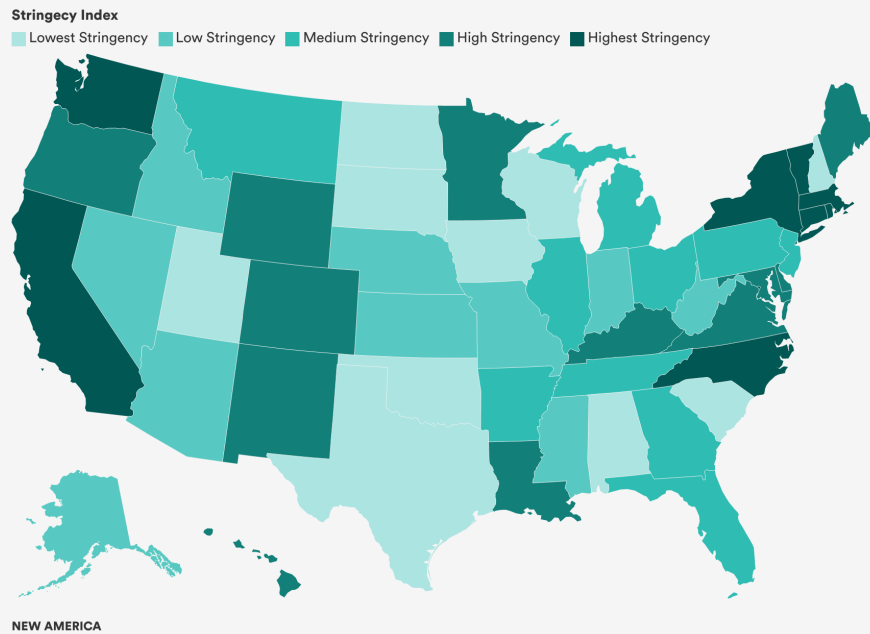 Stringecy Index
Lowest Stringency Low Stringency Medium Stringency High Stringency Highest Stringency
NEW AMERICA